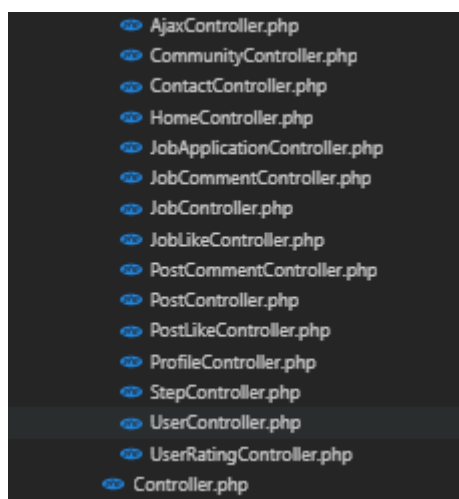 AjaxController.php
CommunityController.php
ContactController.php
HomeController.php
JobApplicationController.php
JobCommentController.php
JobController.php
JobLikeController.php
PostCommentController.php
PostController.php
PostLikeController.php
ProfileController.php
StepController.php
UserController.php
UserRatingController.php
Controller.php